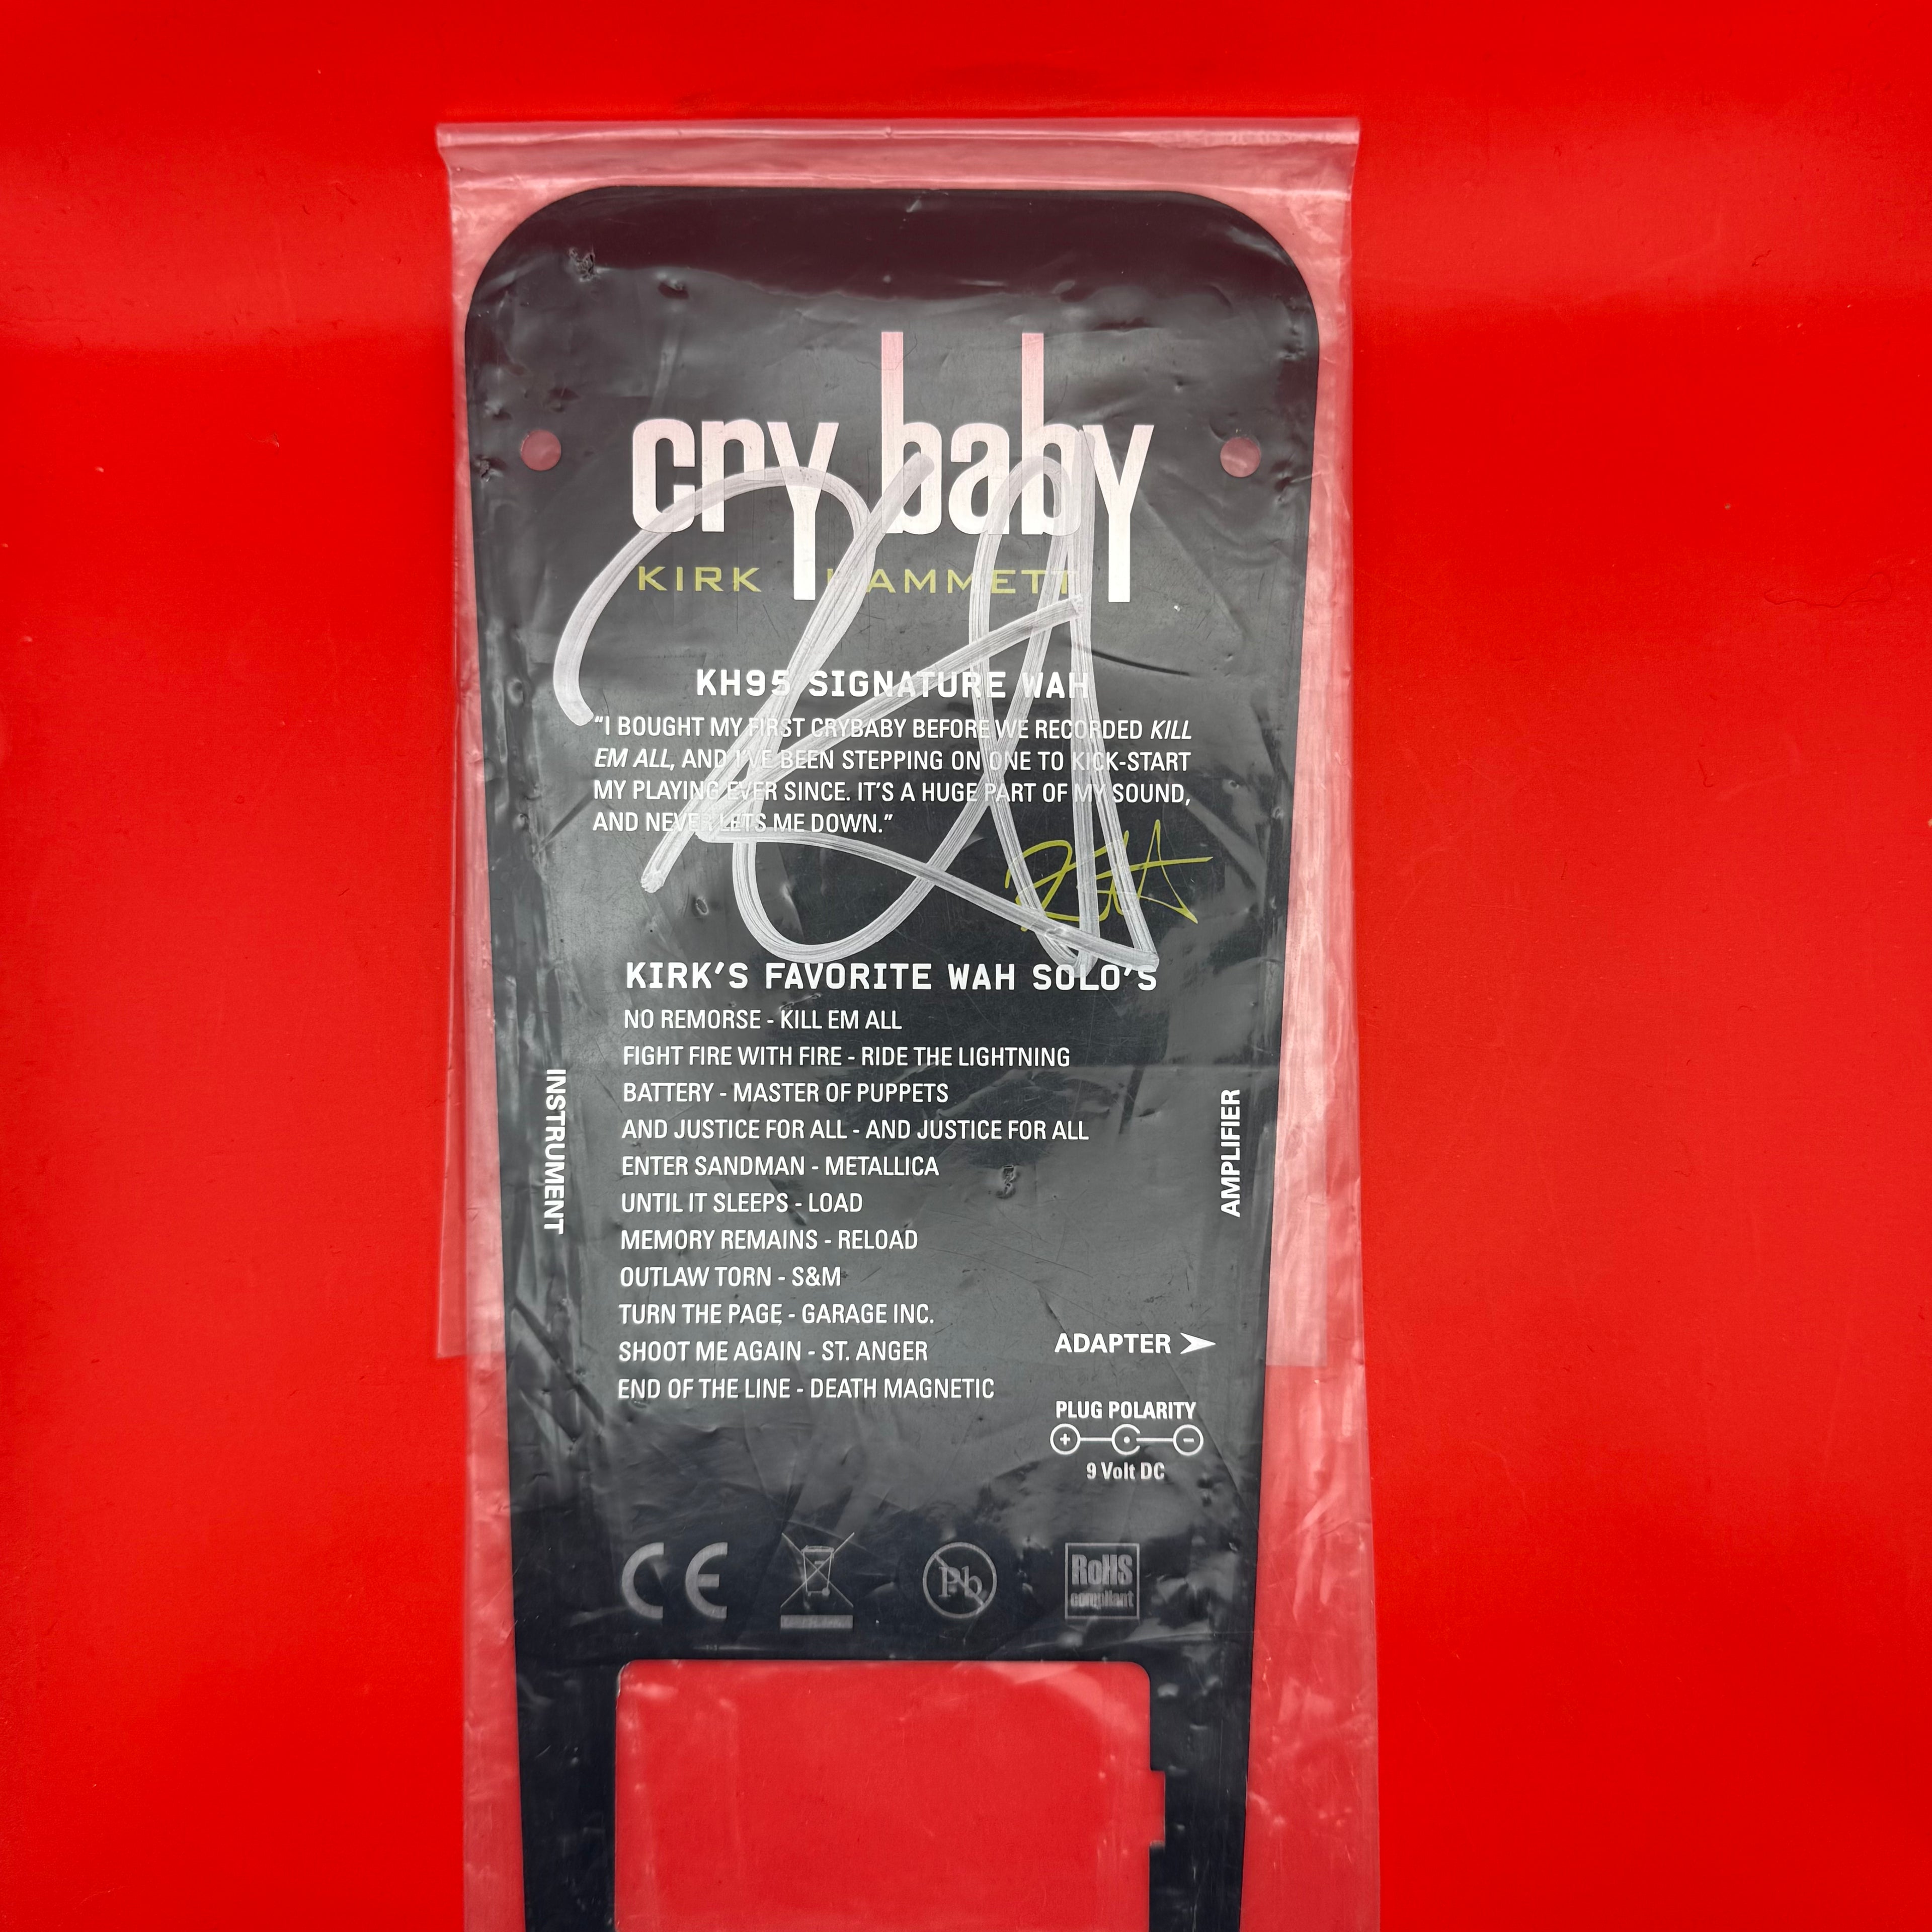 cry baby
KIRK HAMMETT
KH95 SIGNATURE WAH
“I BOUGHT MY FIRST CRYBABY BEFORE WE RECORDED KILL
EM ALL, AND I’VE BEEN STEPPING ON ONE TO KICK-START
MY PLAYING EVER SINCE. IT’S A HUGE PART OF MY SOUND,
AND NEVER LETS ME DOWN.”
KIRK’S FAVORITE WAH SOLO’S
NO REMORSE - KILL EM ALL
FIGHT FIRE WITH FIRE - RIDE THE LIGHTNING
BATTERY - MASTER OF PUPPETS
AND JUSTICE FOR ALL - AND JUSTICE FOR ALL
ENTER SANDMAN - METALLICA
UNTIL IT SLEEPS - LOAD
MEMORY REMAINS - RELOAD
OUTLAW TORN - S&M
TURN THE PAGE - GARAGE INC.
SHOOT ME AGAIN - ST. ANGER
END OF THE LINE - DEATH MAGNETIC
INSTRUMENT
AMPLIFIER
ADAPTER
PLUG POLARITY
+ -
9 Volt DC
CE
Pb
RoHS
compliant